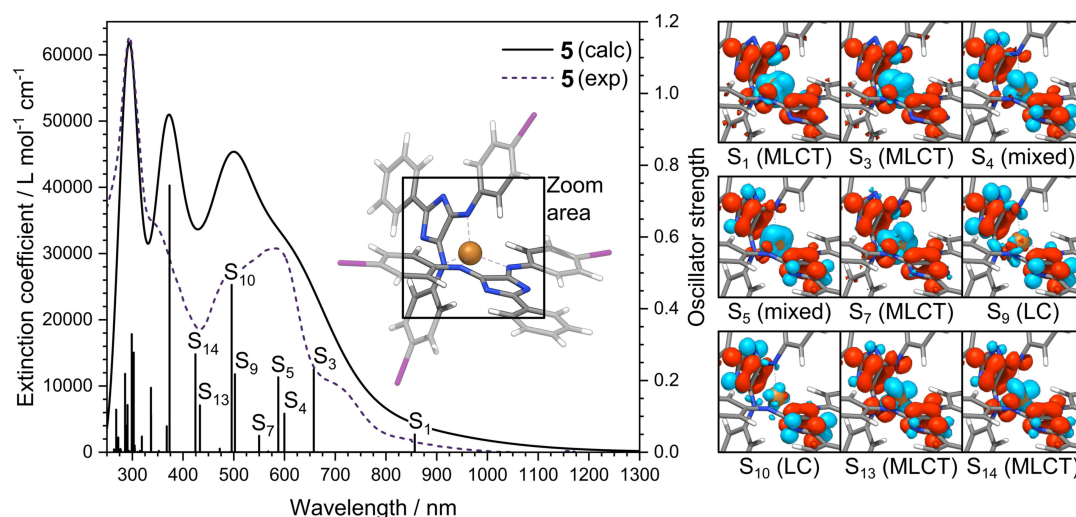 Extinction coefficient / L mol⁻¹ cm⁻¹
60000
50000
40000
30000
20000
10000
0
300 400 500 600 700 800 900 1000 1100 1200 1300
Wavelength / nm
1.2
1.0
0.8
0.6
0.4
0.2
0.0
Oscillator strength
5 (calc)
5 (exp)
Zoom
area
S₁₀
S₁₄
S₉
S₅
S₃
S₁₃
S₄
S₇
S₁
S₁ (MLCT) S₃ (MLCT) S₄ (mixed)
S₅ (mixed) S₇ (MLCT) S₉ (LC)
S₁₀ (LC) S₁₃ (MLCT) S₁₄ (MLCT)